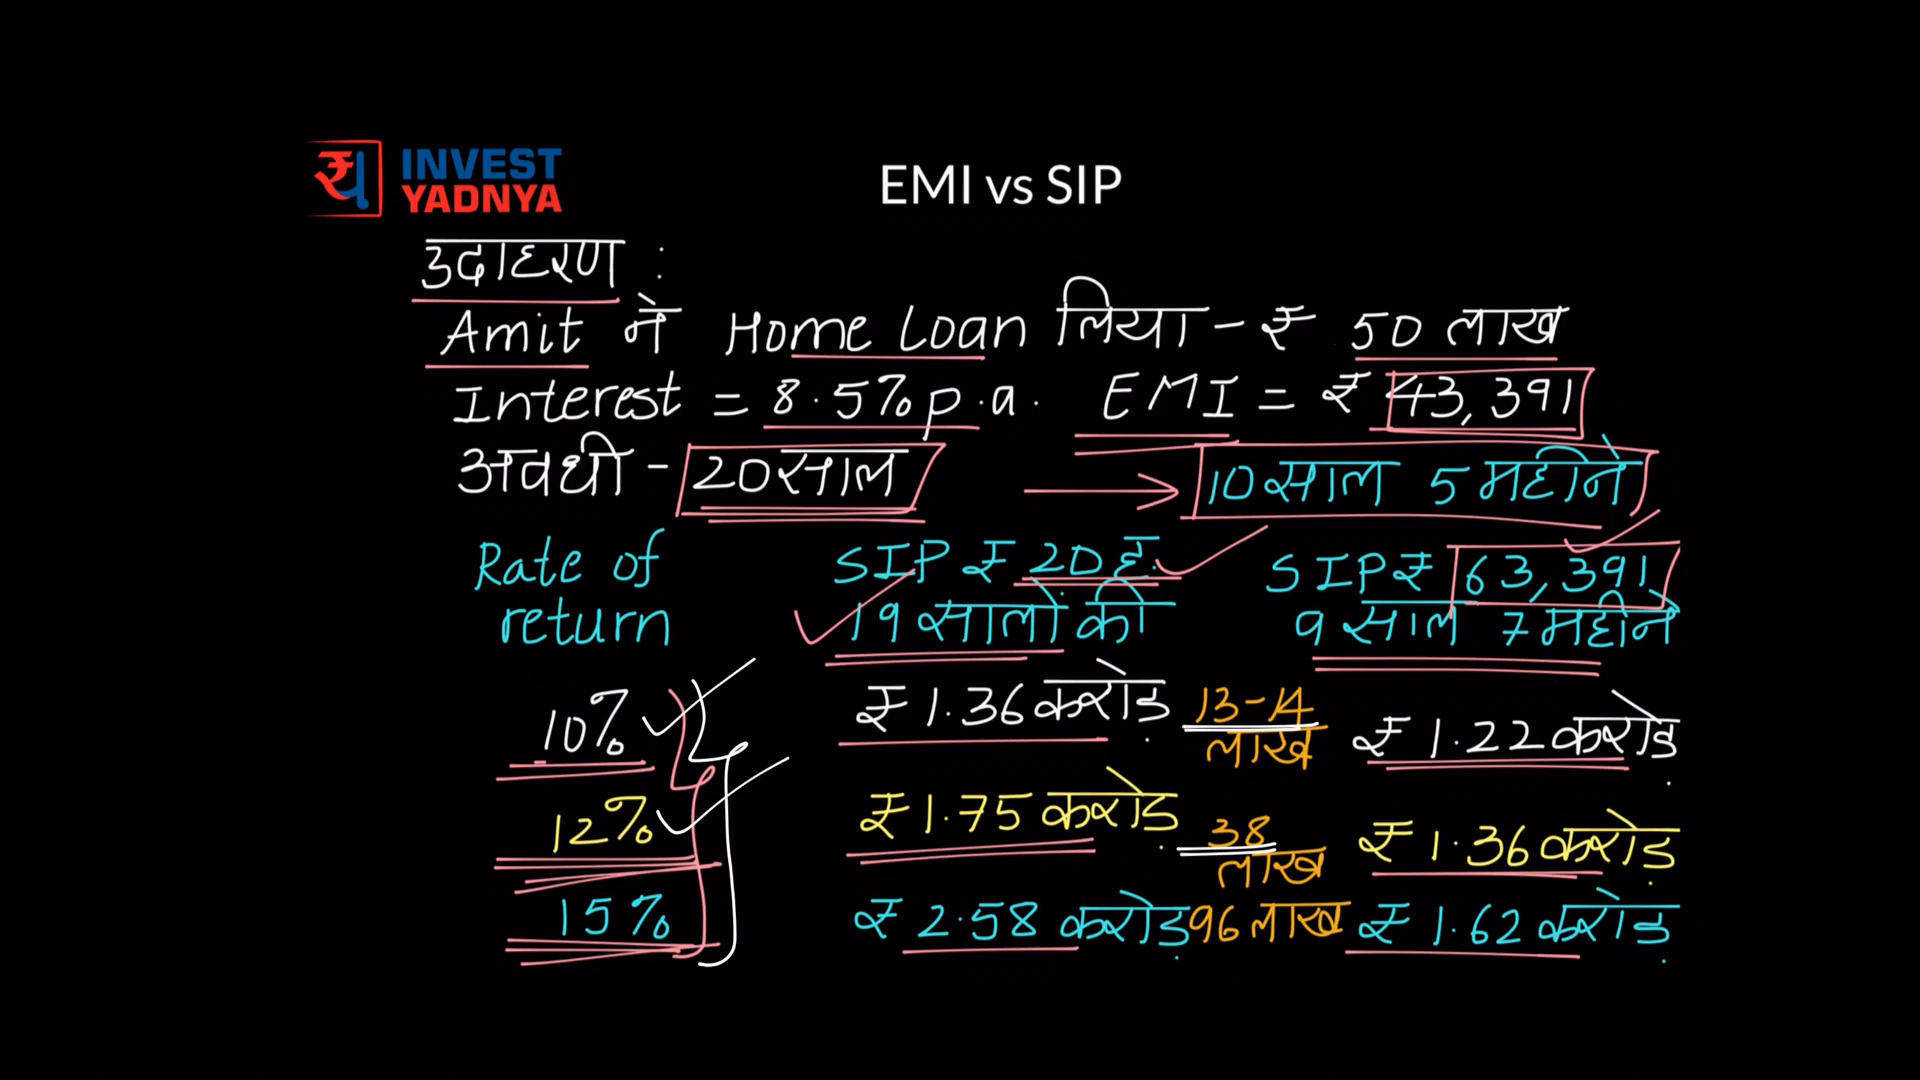 INVEST
YADNYA
EMI vs SIP
उदाहरण :
Amit ने Home Loan लिया - ₹ 50 लाख
Interest = 8.5% p.a. EMI = ₹ 43,391
अवधी - 20 साल → 10 साल 5 महीने
Rate of return
SIP ₹ 20 ह.
19 सालों की
SIP ₹ 63,391
9 साल 7 महीने
10% ₹ 1.36 करोड 13-14 लाख ₹ 1.22 करोड
12% ₹ 1.75 करोड 38 लाख ₹ 1.36 करोड
15% ₹ 2.58 करोड 96 लाख ₹ 1.62 करोड